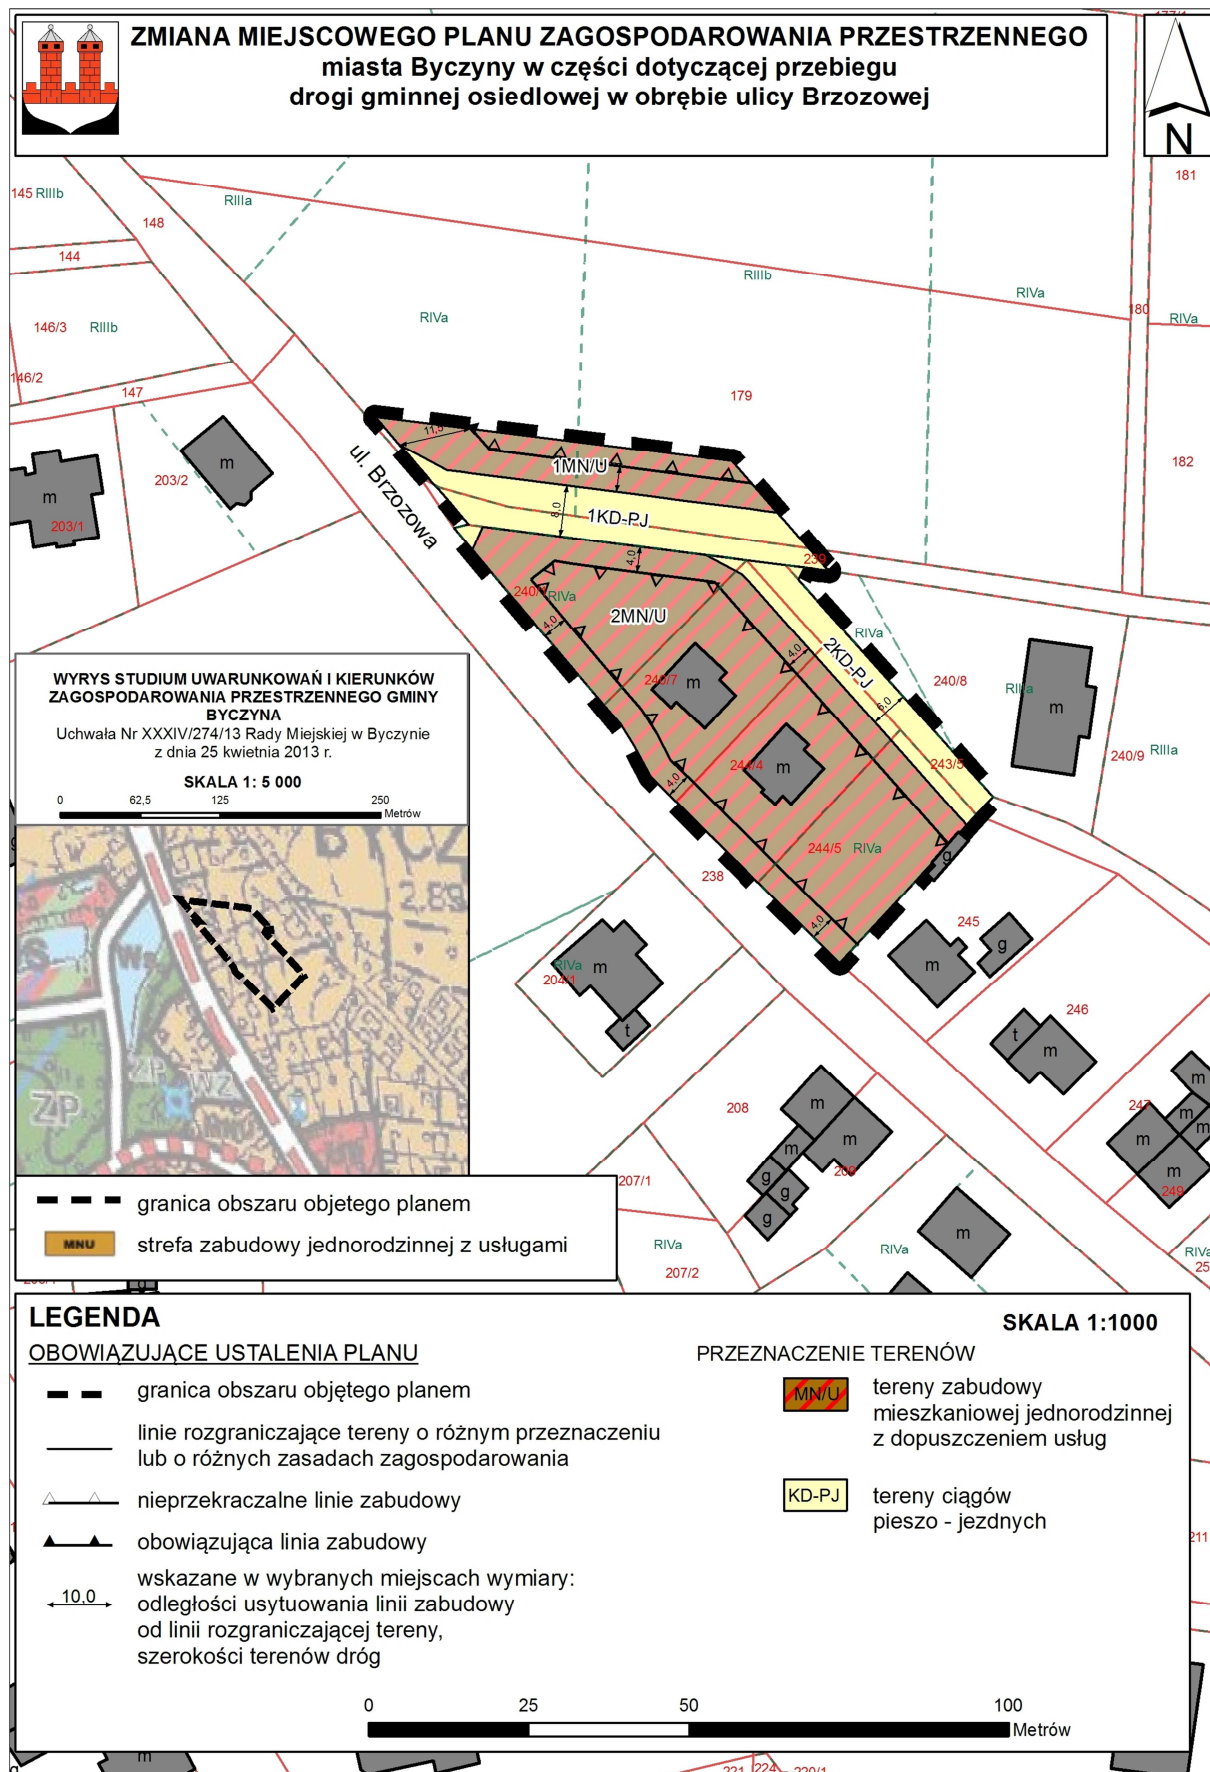 ZMIANA MIEJSCOWEGO PLANU ZAGOSPODAROWANIA PRZESTRZENNEGO
miasta Byczyny w części dotyczącej przebiegu
drogi gminnej osiedlowej w obrębie ulicy Brzozowej
N
181
145 RIIIb
148
RIIIa
144
RIIIb
RIVa
146/3 RIIIb
RIVa
180
RIVa
146/2
147
179
182
11,5
1MN/U
ul. Brzozowa
m
203/2
m
203/1
8,0
1KD-PJ
239
4,0
RIVa
2MN/U
4,0
RIVa
2KD-PJ
4,0
240/7
m
240/8
RIIIa
m
6,0
240/9
RIIIa
244/4
m
243/5
4,0
244/5
RIVa
g
238
4,0
WYRYS STUDIUM UWARUNKOWAŃ I KIERUNKÓW
ZAGOSPODAROWANIA PRZESTRZENNEGO GMINY
BYCZYNA
Uchwała Nr XXXIV/274/13 Rady Miejskiej w Byczynie
z dnia 25 kwietnia 2013 r.
SKALA 1: 5 000
0 62,5 125 250
Metrów
ZP
ZP
WZ
245
m
g
RIVa
m
204/1
t
246
t
m
208
m
m
m
g
g
g
209
247
m
m
m
m
m
249
207/1
m
RIVa
RIVa
207/2
granica obszaru objetego planem
MNU
strefa zabudowy jednorodzinnej z usługami
LEGENDA
SKALA 1:1000
OBOWIĄZUJĄCE USTALENIA PLANU
granica obszaru objętego planem
linie rozgraniczające tereny o różnym przeznaczeniu
lub o różnych zasadach zagospodarowania
nieprzekraczalne linie zabudowy
obowiązująca linia zabudowy
10,0
wskazane w wybranych miejscach wymiary:
odległości usytuowania linii zabudowy
od linii rozgraniczającej tereny,
szerokości terenów dróg
PRZEZNACZENIE TERENÓW
MN/U
tereny zabudowy
mieszkaniowej jednorodzinnej
z dopuszczeniem usług
KD-PJ
tereny ciągów
pieszo - jezdnych
0 25 50 100
Metrów
m
g
221 224 220/1